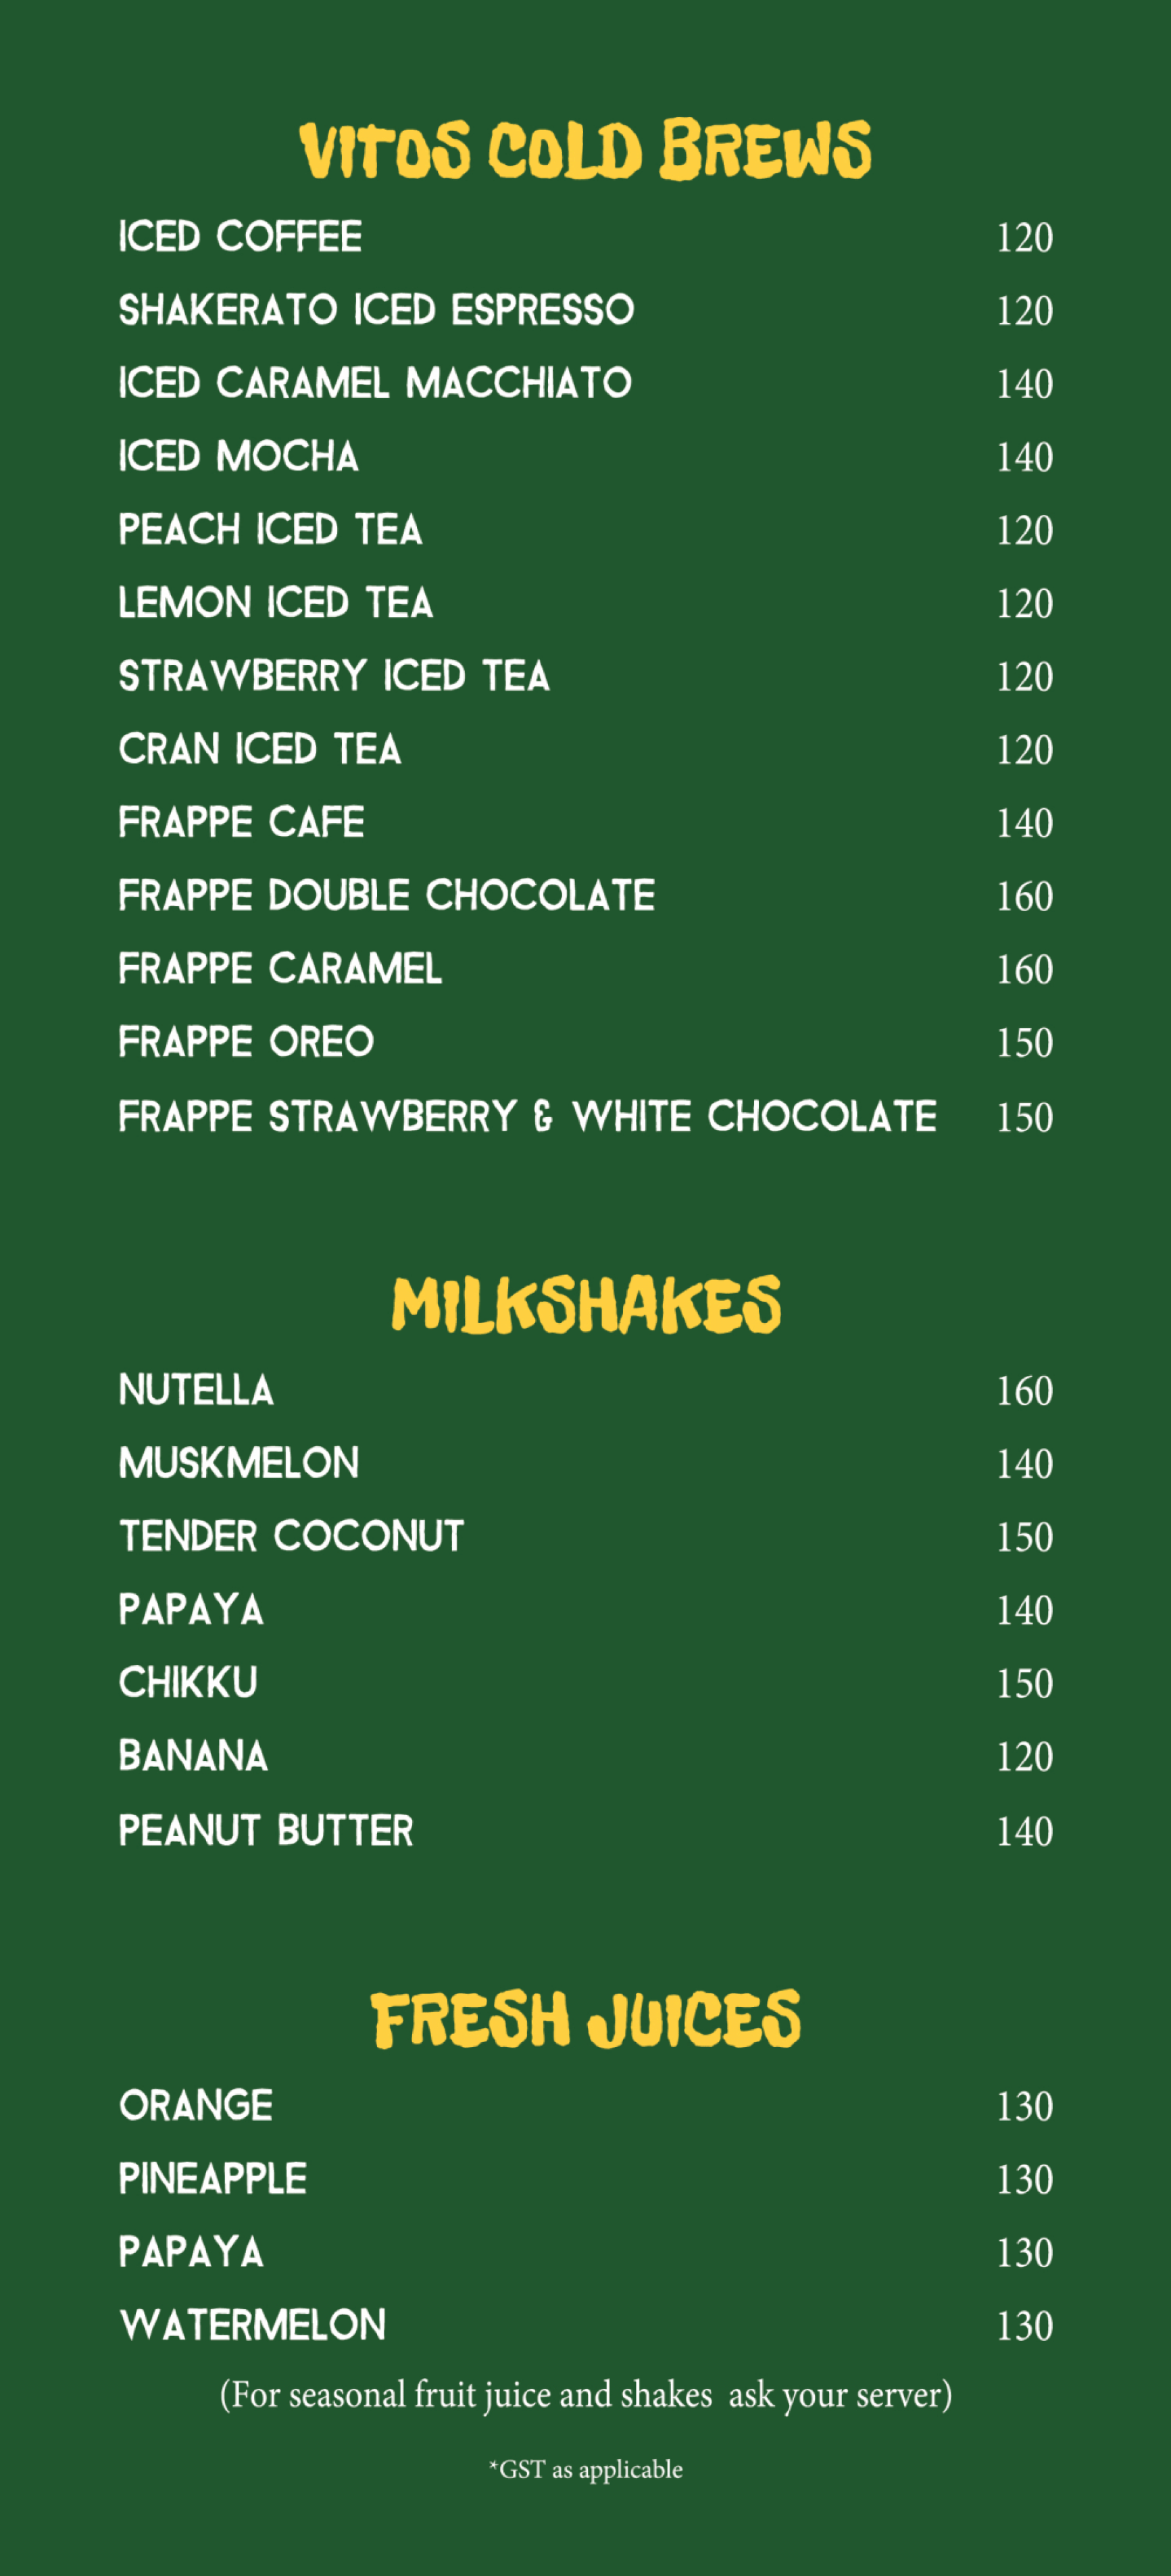 VITOS COLD BREWS
ICED COFFEE 120
SHAKERATO ICED ESPRESSO 120
ICED CARAMEL MACCHIATO 140
ICED MOCHA 140
PEACH ICED TEA 120
LEMON ICED TEA 120
STRAWBERRY ICED TEA 120
CRAN ICED TEA 120
FRAPPE CAFE 140
FRAPPE DOUBLE CHOCOLATE 160
FRAPPE CARAMEL 160
FRAPPE OREO 150
FRAPPE STRAWBERRY & WHITE CHOCOLATE 150
MILKSHAKES
NUTELLA 160
MUSKMELON 140
TENDER COCONUT 150
PAPAYA 140
CHIKKU 150
BANANA 120
PEANUT BUTTER 140
FRESH JUICES
ORANGE 130
PINEAPPLE 130
PAPAYA 130
WATERMELON 130
(For seasonal fruit juice and shakes ask your server)
*GST as applicable